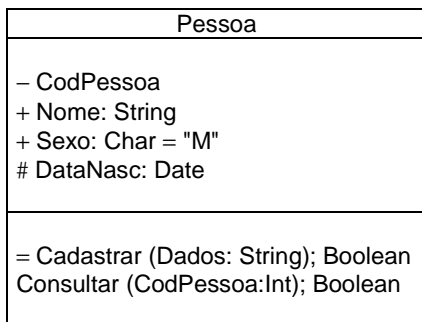 Pessoa
– CodPessoa
+ Nome: String
+ Sexo: Char = "M"
# DataNasc: Date
= Cadastrar (Dados: String); Boolean
Consultar (CodPessoa:Int); Boolean